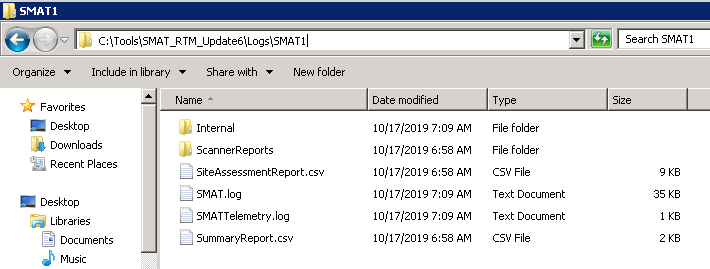 SMAT1
C:\Tools\SMAT_RTM_Update6\Logs\SMAT1
Search SMAT1
Organize Include in library Share with New folder
Favorites
Desktop
Downloads
Recent Places
Desktop
Libraries
Documents
Music
Name Date modified Type Size
Internal 10/17/2019 7:09 AM File folder
ScannerReports 10/17/2019 6:58 AM File folder
SiteAssessmentReport.csv 10/17/2019 6:58 AM CSV File 9 KB
SMAT.log 10/17/2019 7:09 AM Text Document 35 KB
SMATTelemetry.log 10/17/2019 7:09 AM Text Document 1 KB
SummaryReport.csv 10/17/2019 6:58 AM CSV File 2 KB